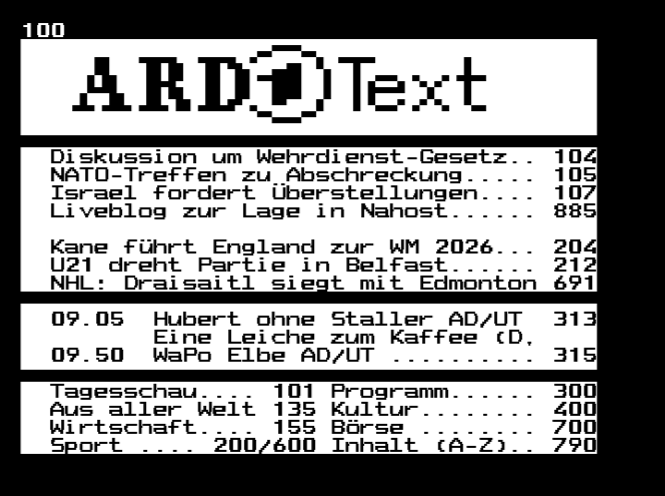 100
ARD 1 Text
Diskussion um Wehrdienst-Gesetz.. 104
NATO-Treffen zu Abschreckung..... 105
Israel fordert Überstellungen.... 107
Liveblog zur Lage in Nahost...... 885
Kane führt England zur WM 2026... 204
U21 dreht Partie in Belfast...... 212
NHL: Draisaitl siegt mit Edmonton 691
09.05 Hubert ohne Staller AD/UT 313
Eine Leiche zum Kaffee (D,
09.50 WaPo Elbe AD/UT .......... 315
Tagesschau.... 101 Programm...... 300
Aus aller Welt 135 Kultur........ 400
Wirtschaft.... 155 Börse ........ 700
Sport .... 200/600 Inhalt (A-Z).. 790